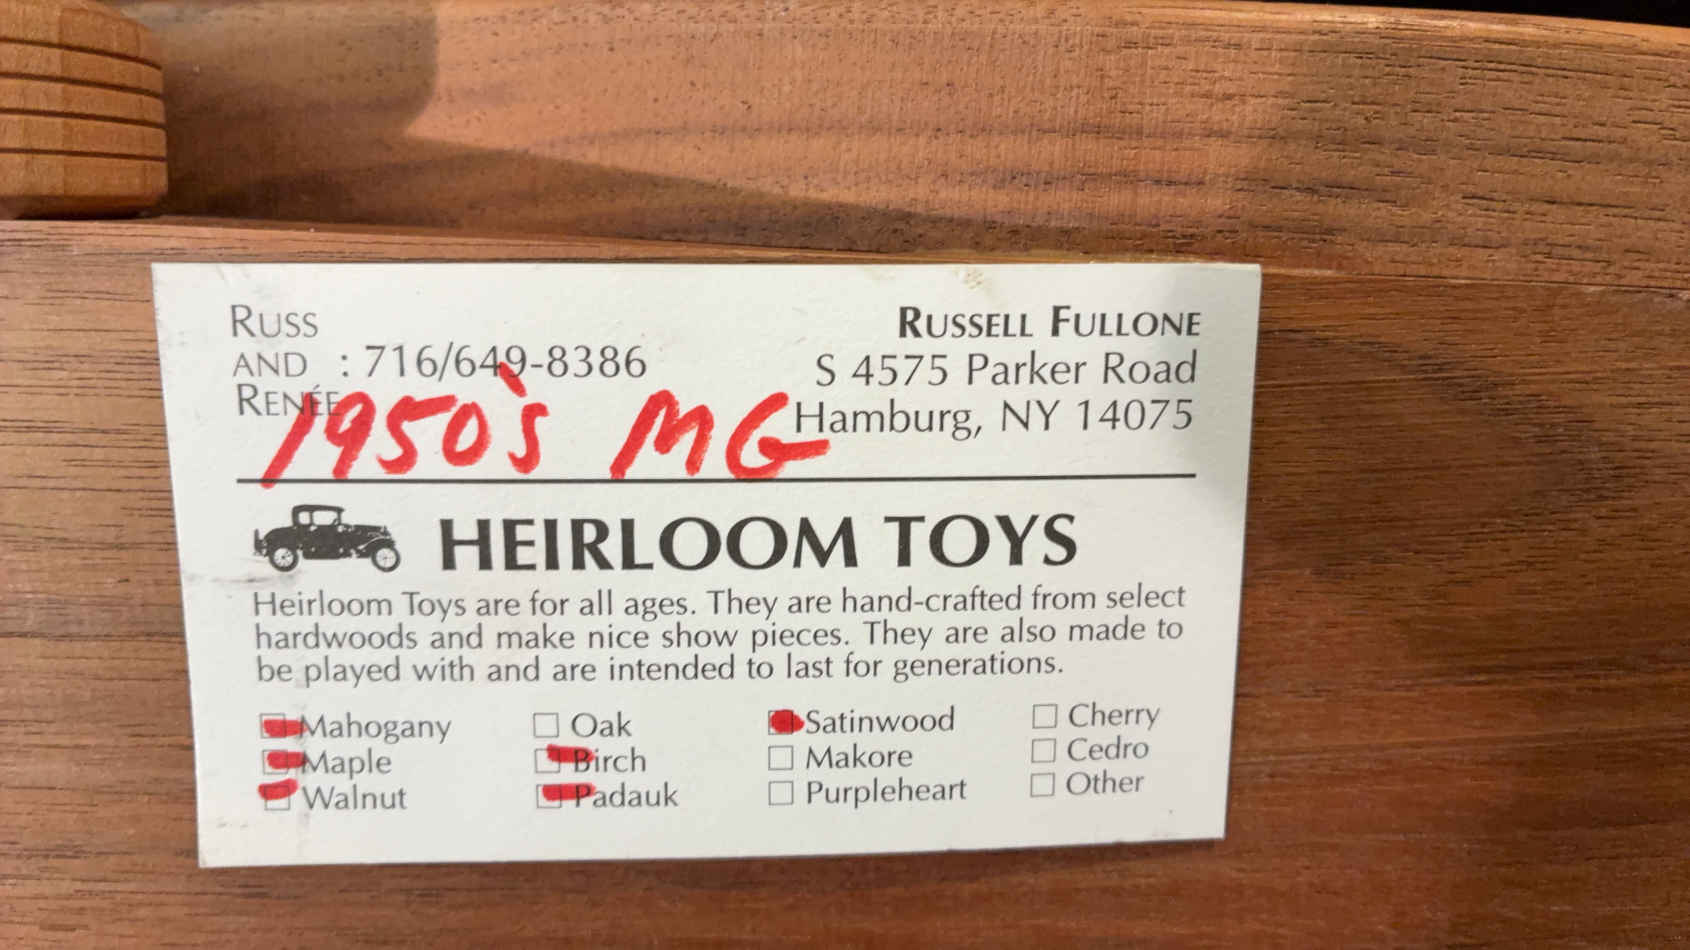 RUSS
AND : 716/649-8386
RENÉE
RUSSELL FULLONE
S 4575 Parker Road
Hamburg, NY 14075
1950's MG
HEIRLOOM TOYS
Heirloom Toys are for all ages. They are hand-crafted from select
hardwoods and make nice show pieces. They are also made to
be played with and are intended to last for generations.
Mahogany
Maple
Walnut
Oak
Birch
Padauk
Satinwood
Makore
Purpleheart
Cherry
Cedro
Other